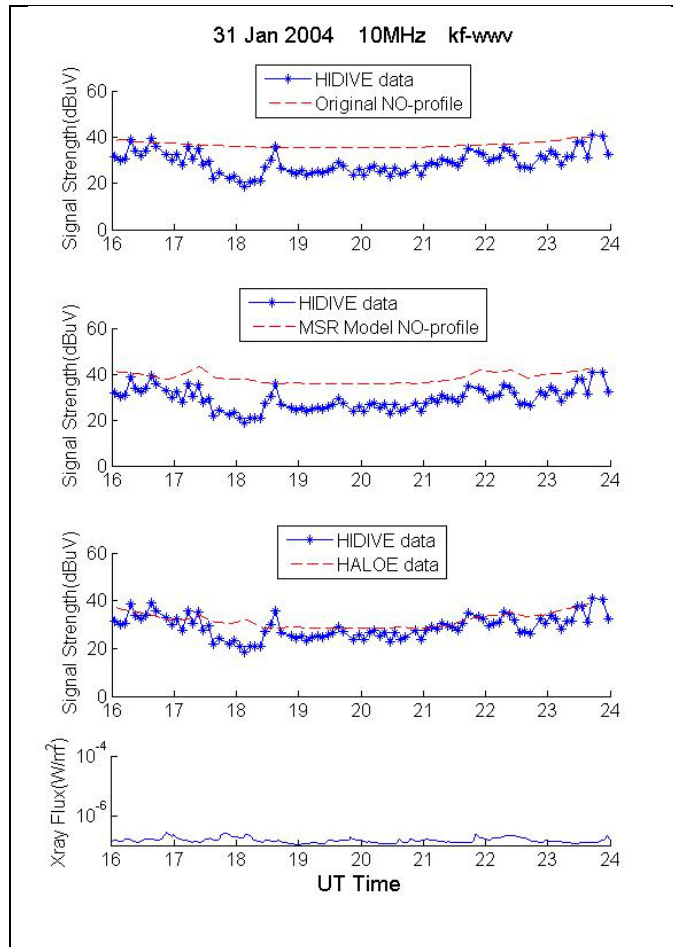 31 Jan 2004 10MHz kf-wwv
HIDIVE data
Original NO-profile
Signal Strength(dBuV)
60
40
20
0
16 17 18 19 20 21 22 23 24
HIDIVE data
MSR Model NO-profile
Signal Strength(dBuV)
60
40
20
0
16 17 18 19 20 21 22 23 24
HIDIVE data
HALOE data
Signal Strength(dBuV)
60
40
20
0
16 17 18 19 20 21 22 23 24
Xray Flux(W/m²)
10⁻⁴
10⁻⁶
16 17 18 19 20 21 22 23 24
UT Time